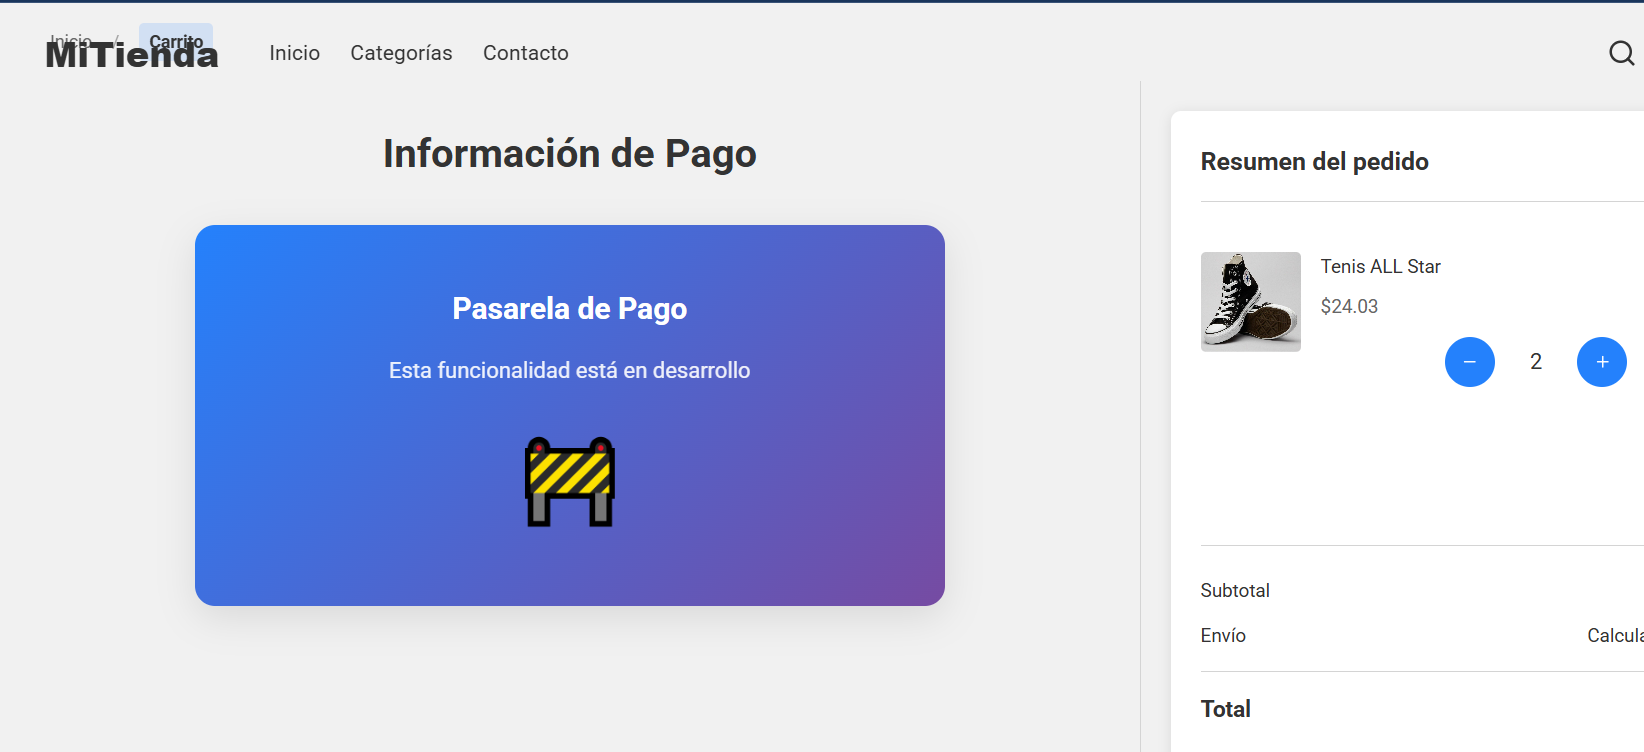 Inicio / Carrito
MiTienda
Inicio Categorías Contacto
Información de Pago
Pasarela de Pago
Esta funcionalidad está en desarrollo
Resumen del pedido
Tenis ALL Star
$24.03
− 2 +
Subtotal
Envío
Total